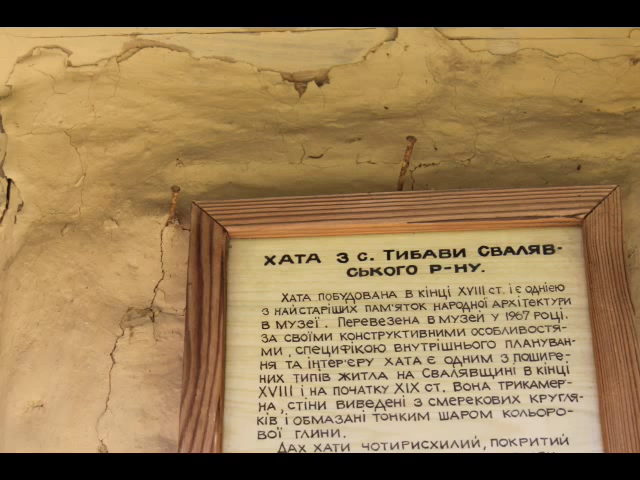 ХАТА З С. ТИБАВИ СВАЛЯВ-
СЬКОГО Р-НУ.
ХАТА ПОБУДОВАНА В КІНЦІ XVIII СТ. І Є ОДНІЄЮ
З НАЙСТАРІШИХ ПАМ'ЯТОК НАРОДНОЇ АРХІТЕКТУРИ
В МУЗЕЇ. ПЕРЕВЕЗЕНА В МУЗЕЙ У 1967 РОЦІ.
ЗА СВОЇМИ КОНСТРУКТИВНИМИ ОСОБЛИВОСТЯ-
МИ, СПЕЦИФІКОЮ ВНУТРІШНЬОГО ПЛАНУВАН-
НЯ ТА ІНТЕР'ЄРУ ХАТА Є ОДНИМ З ПОШИРЕ-
НИХ ТИПІВ ЖИТЛА НА СВАЛЯВЩИНІ В КІНЦІ
XVIII І НА ПОЧАТКУ XIX СТ. ВОНА ТРИКАМЕР-
НА, СТІНИ ВИВЕДЕНІ З СМЕРЕКОВИХ КРУГЛЯ-
КІВ І ОБМАЗАНІ ТОНКИМ ШАРОМ КОЛЬОРО-
ВОЇ ГЛИНИ.
ДАХ ХАТИ ЧОТИРИСХИЛИЙ, ПОКРИТИЙ